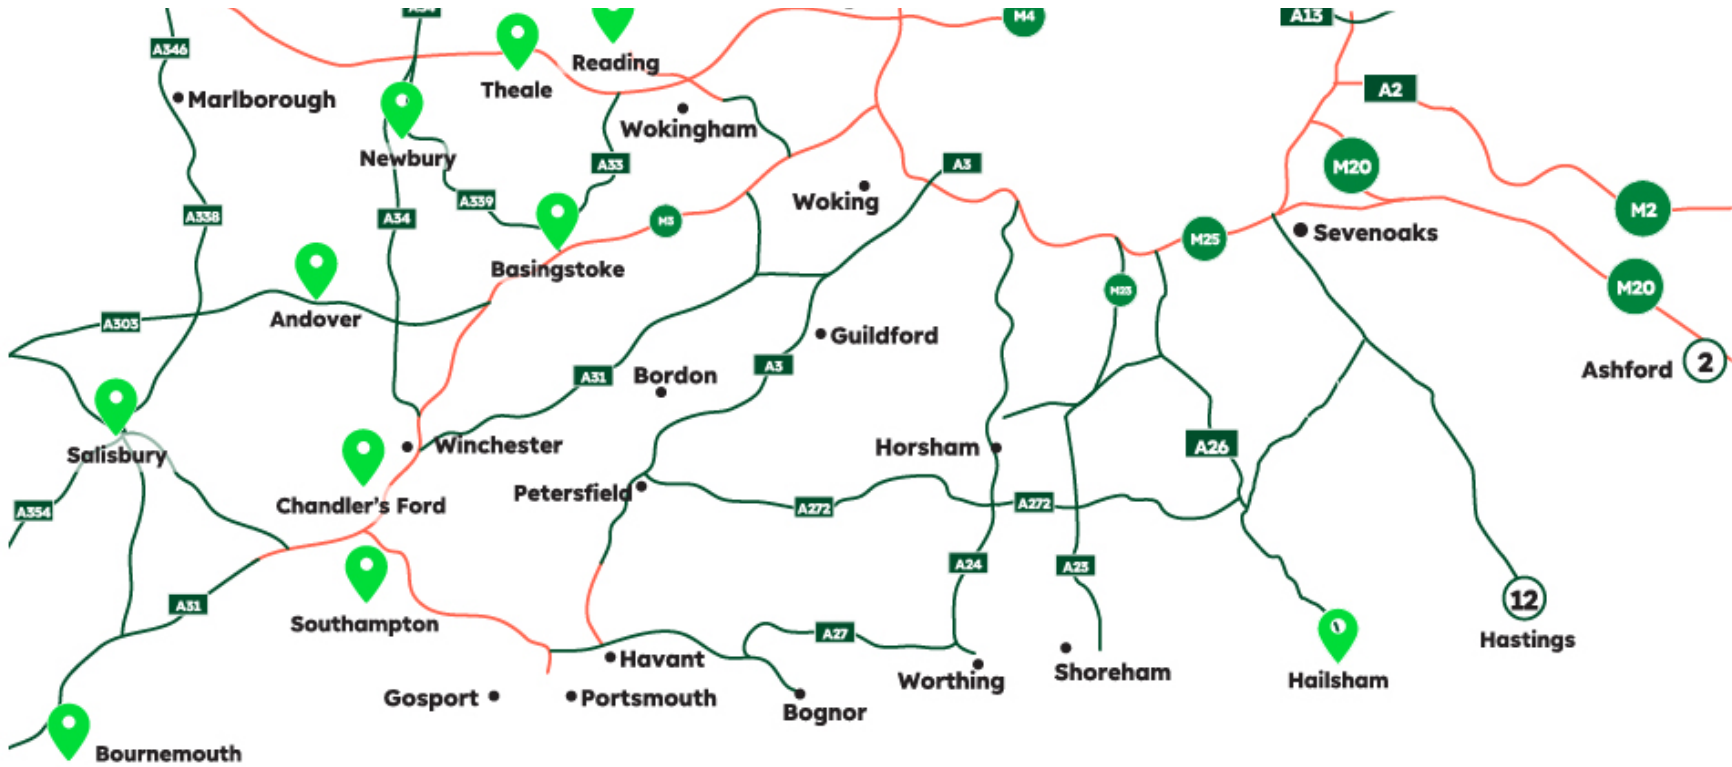 M4
A13
A346
Reading
Theale
A2
Marlborough
Wokingham
Newbury
A33
A3
M20
Woking
A339
A338
A34
M3
M2
M25
Sevenoaks
Basingstoke
M23
M20
Andover
A303
Guildford
A3
Ashford
2
A31
Bordon
Winchester
Horsham
A26
Salisbury
Petersfield
Chandler's Ford
A272
A272
A354
A24
A23
12
A31
Southampton
A27
Hastings
Havant
Shoreham
Worthing
Hailsham
Gosport
Portsmouth
Bognor
Bournemouth